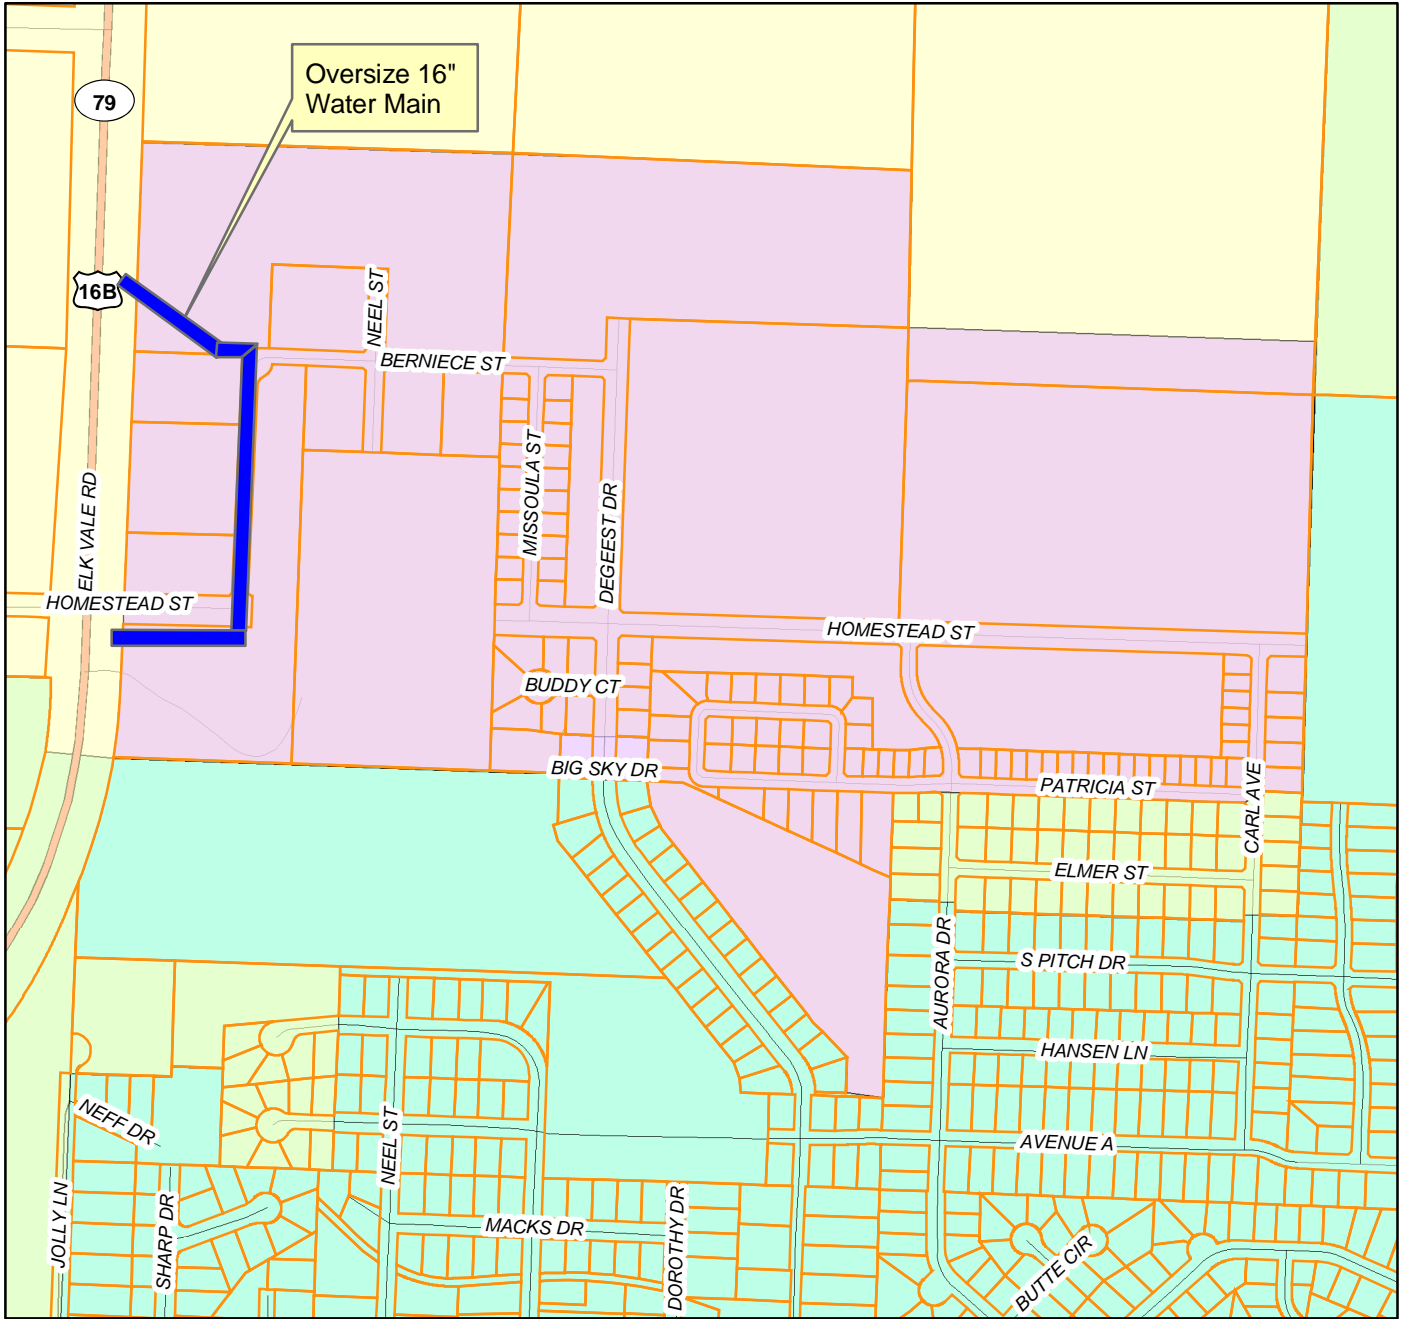 Oversize 16"
Water Main
79
16B
NEEL ST
BERNIECE ST
MISSOULA ST
DEGEEST DR
ELK VALE RD
HOMESTEAD ST
HOMESTEAD ST
BUDDY CT
BIG SKY DR
PATRICIA ST
CARL AVE
ELMER ST
AURORA DR
S PITCH DR
HANSEN LN
NEFF DR
NEEL ST
AVENUE A
JOLLY LN
SHARP DR
MACKS DR
DOROTHY DR
BUTTE CIR